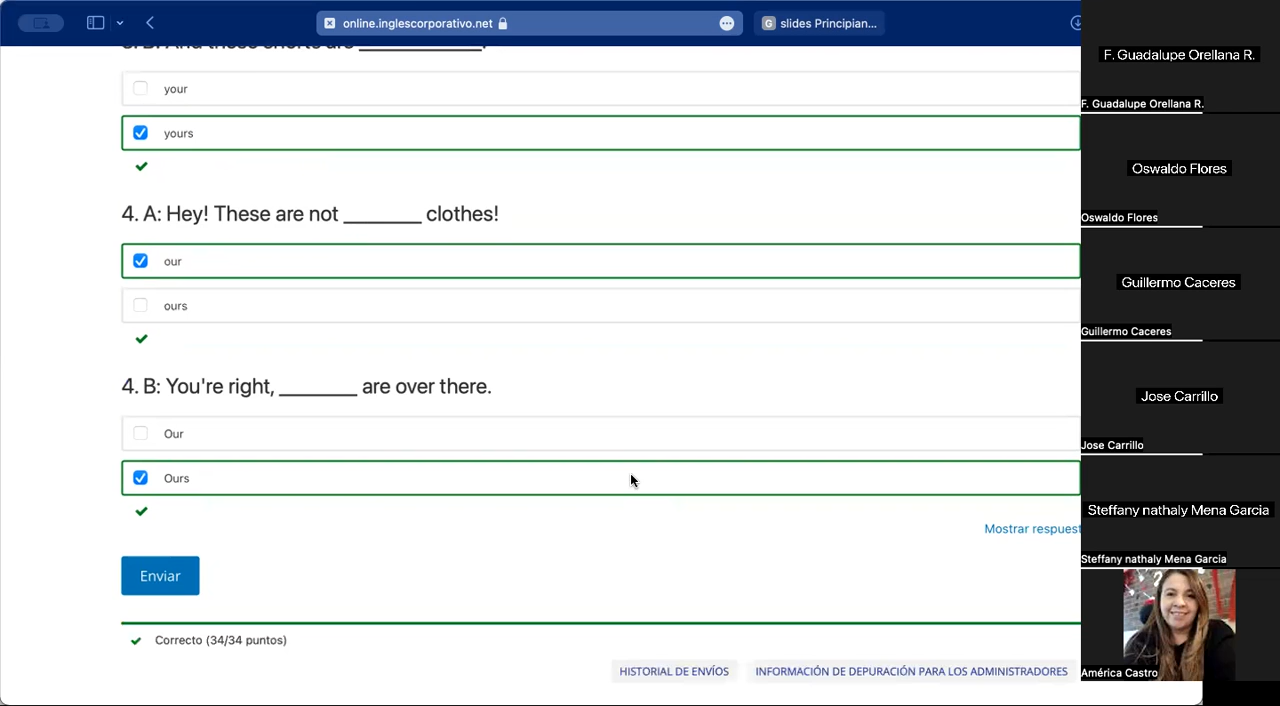 online.inglescorporativo.net
G slides Principian...
your
yours
4. A: Hey! These are not ________ clothes!
our
ours
4. B: You're right, ________ are over there.
Our
Ours
Mostrar respuest
Enviar
Correcto (34/34 puntos)
HISTORIAL DE ENVÍOS
INFORMACIÓN DE DEPURACIÓN PARA LOS ADMINISTRADORES
F. Guadalupe Orellana R.
F. Guadalupe Orellana R.
Oswaldo Flores
Oswaldo Flores
Guillermo Caceres
Guillermo Caceres
Jose Carrillo
Jose Carrillo
Steffany nathaly Mena Garcia
Steffany nathaly Mena Garcia
América Castro